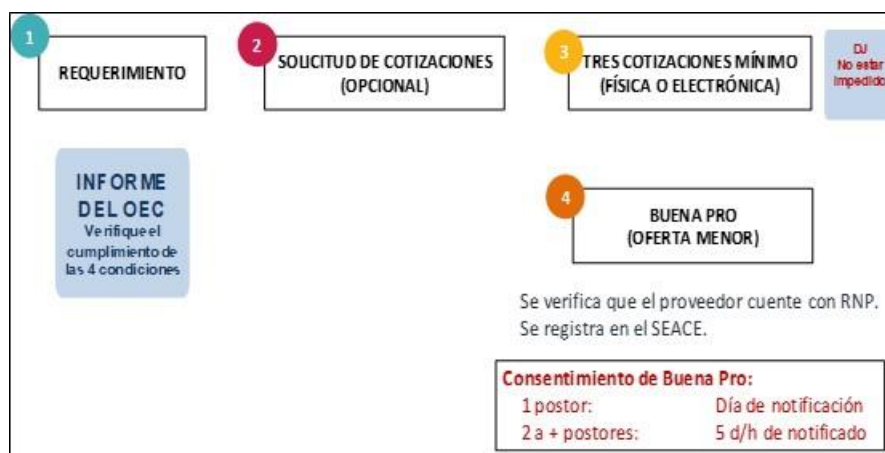 1
REQUERIMIENTO
2
SOLICITUD DE COTIZACIONES
(OPCIONAL)
3
TRES COTIZACIONES MÍNIMO
(FÍSICA O ELECTRÓNICA)
DJ
No estar
impedido
INFORME
DEL OEC
Verifique el
cumplimiento de
las 4 condiciones
4
BUENA PRO
(OFERTA MENOR)
Se verifica que el proveedor cuente con RNP.
Se registra en el SEACE.
Consentimiento de Buena Pro:
1 postor: Día de notificación
2 a + postores: 5 d/h de notificado